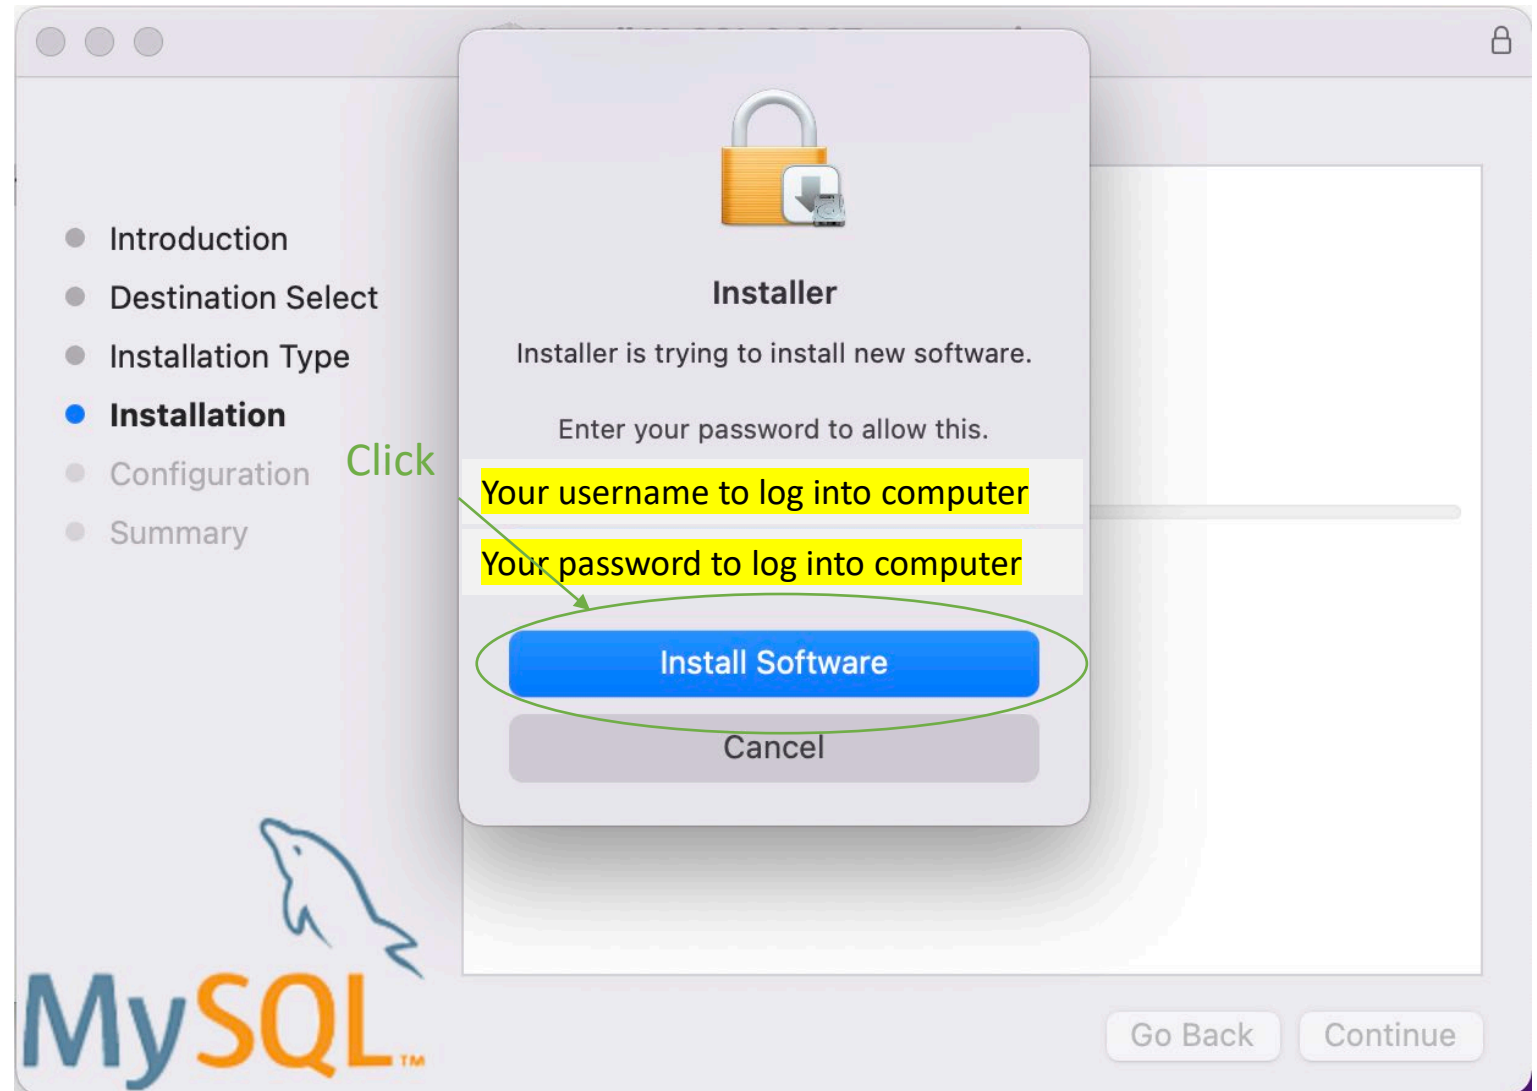 Introduction
Destination Select
Installation Type
Installation
Configuration
Summary
Click
Installer
Installer is trying to install new software.
Enter your password to allow this.
Your username to log into computer
Your password to log into computer
Install Software
Cancel
MySQL™
Go Back
Continue